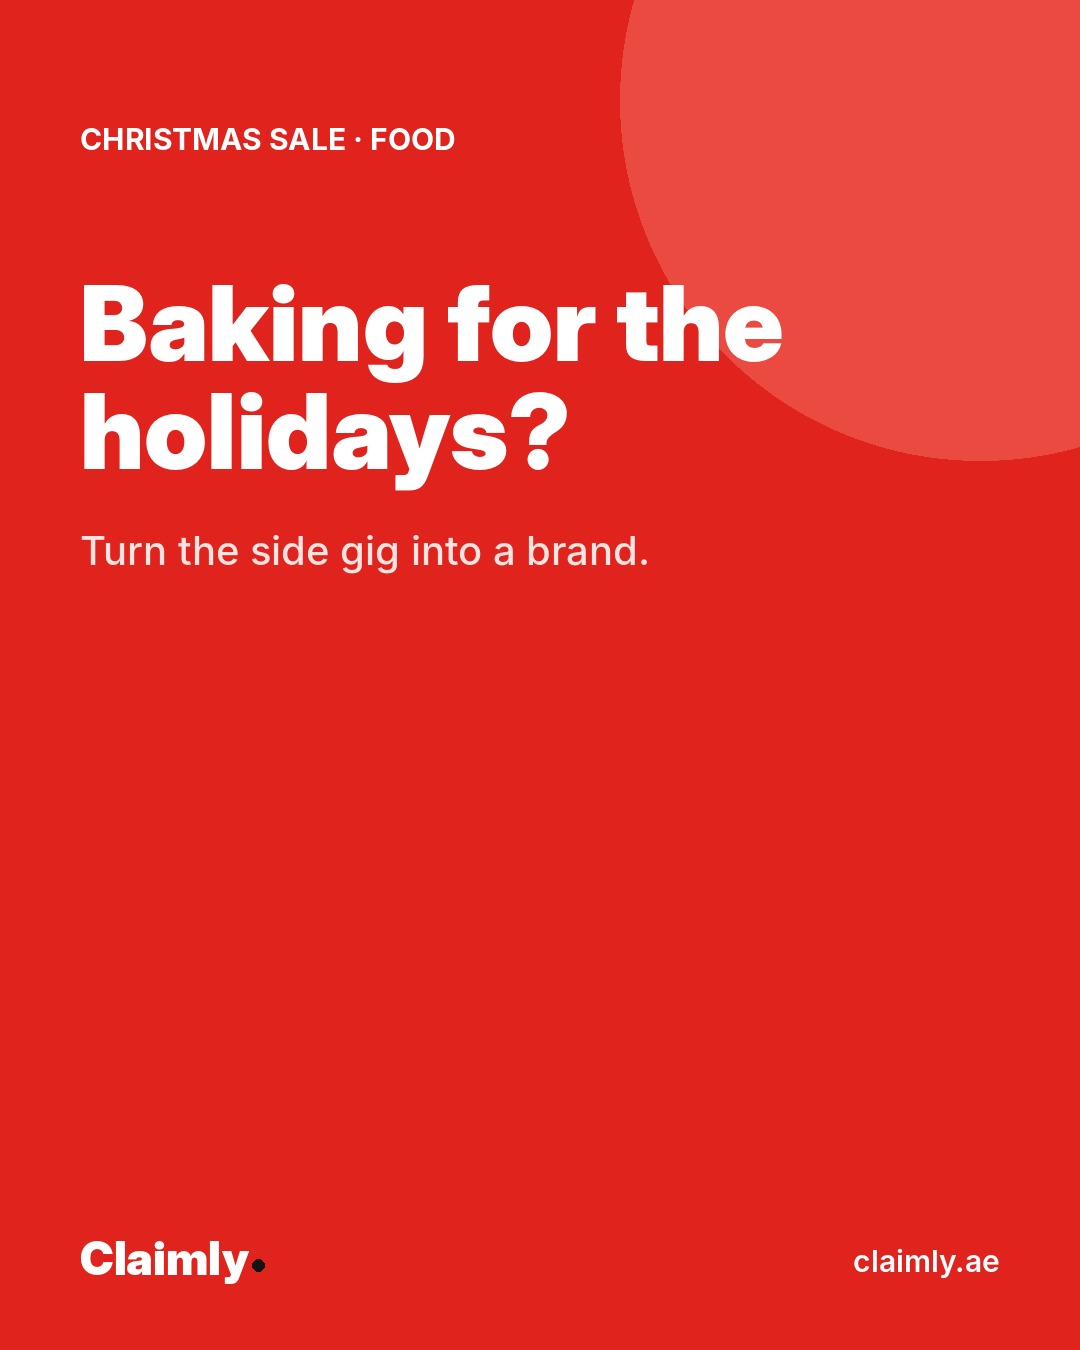 CHRISTMAS SALE · FOOD
Baking for the
holidays?
Turn the side gig into a brand.
Claimly.
claimly.ae